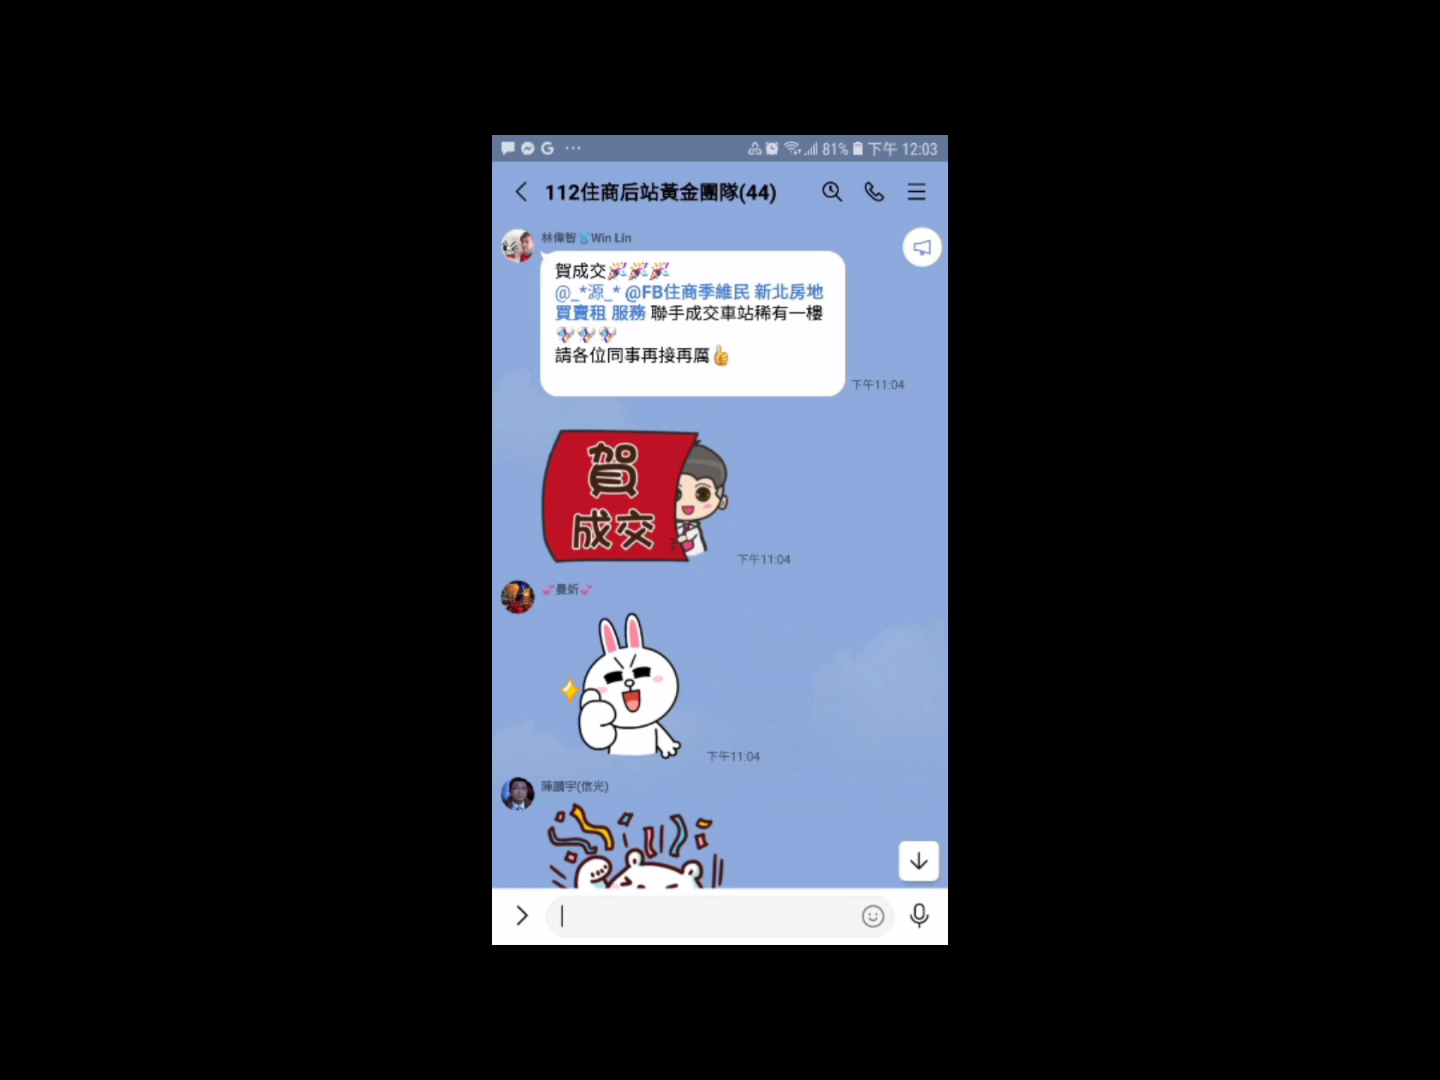 81% 下午 12:03
112住商后站黃金團隊(44)
林偉智 Win Lin
賀成交🎉🎉🎉
@_*源_* @FB住商季維民 新北房地
買賣租 服務 聯手成交車站稀有一樓
請各位同事再接再厲👍
下午11:04
賀
成交
下午11:04
💕曼妡💕
下午11:04
陳鵬宇(信光)